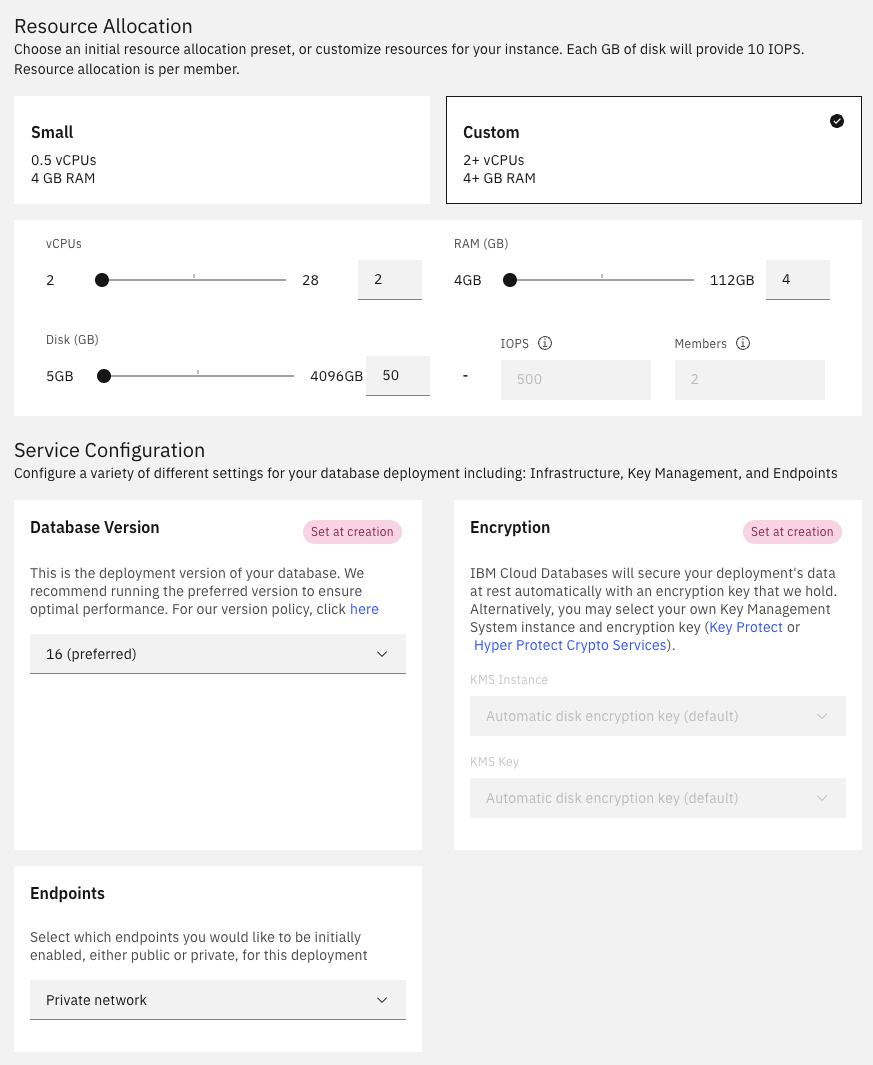 Resource Allocation
Choose an initial resource allocation preset, or customize resources for your instance. Each GB of disk will provide 10 IOPS.
Resource allocation is per member.
Small
0.5 vCPUs
4 GB RAM
Custom
2+ vCPUs
4+ GB RAM
vCPUs
2 28 2
RAM (GB)
4GB 112GB 4
Disk (GB)
5GB 4096GB 50
-
IOPS
500
Members
2
Service Configuration
Configure a variety of different settings for your database deployment including: Infrastructure, Key Management, and Endpoints
Database Version
Set at creation
This is the deployment version of your database. We
recommend running the preferred version to ensure
optimal performance. For our version policy, click here
16 (preferred)
Encryption
Set at creation
IBM Cloud Databases will secure your deployment's data
at rest automatically with an encryption key that we hold.
Alternatively, you may select your own Key Management
System instance and encryption key (Key Protect or
Hyper Protect Crypto Services).
KMS Instance
Automatic disk encryption key (default)
KMS Key
Automatic disk encryption key (default)
Endpoints
Select which endpoints you would like to be initially
enabled, either public or private, for this deployment
Private network